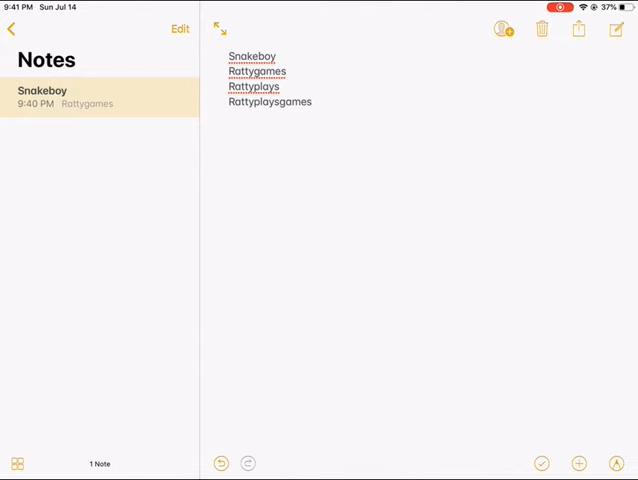 9:41 PM Sun Jul 14 37%
Edit
Notes
Snakeboy
9:40 PM Rattygames
1 Note
Snakeboy
Rattygames
Rattyplays
Rattyplaysgames